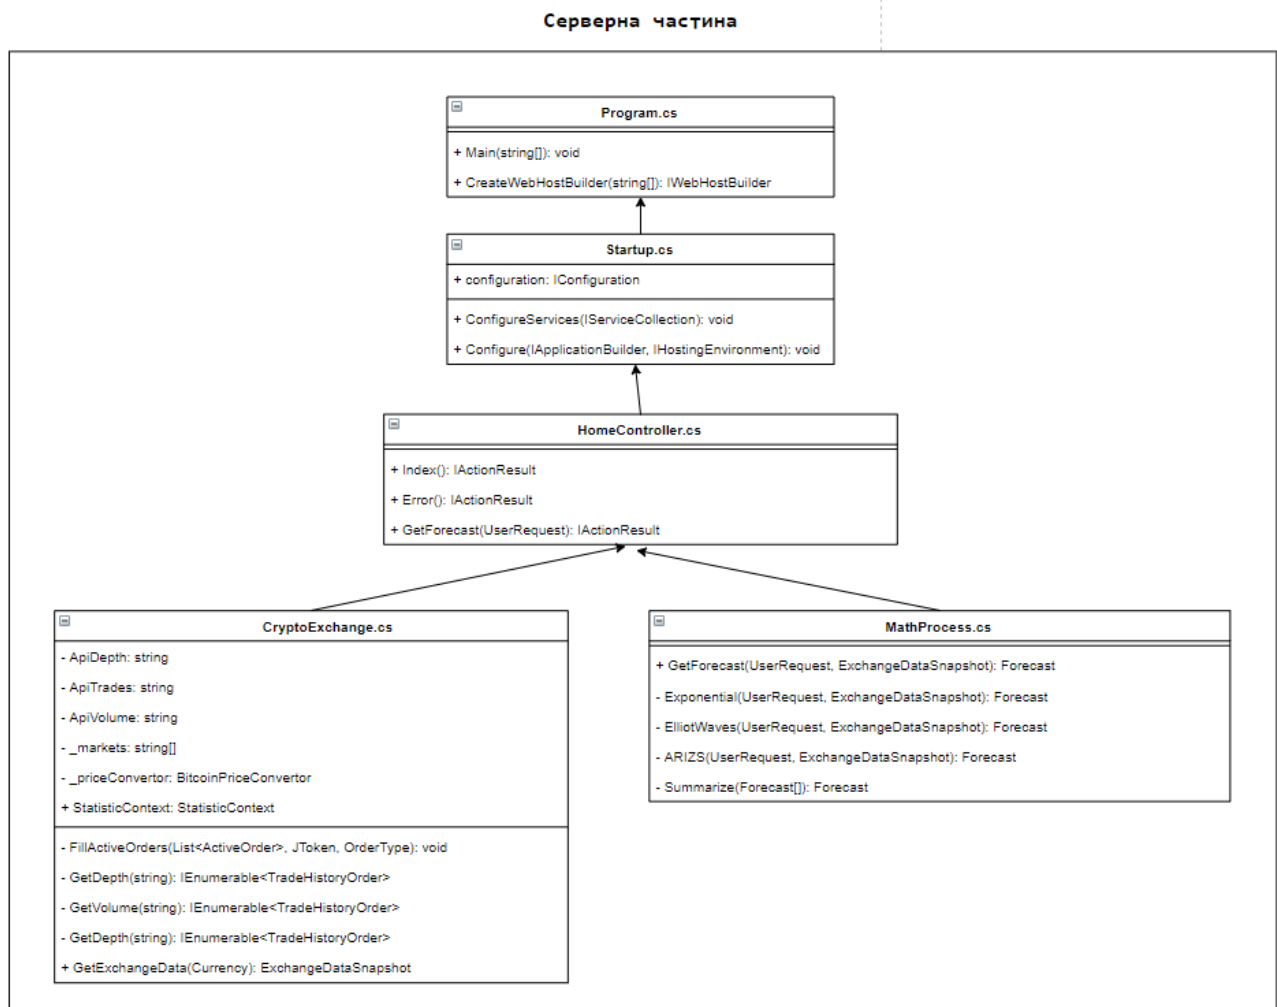 Серверна частина
Program.cs
+ Main(string[]): void
+ CreateWebHostBuilder(string[]): IWebHostBuilder
Startup.cs
+ configuration: IConfiguration
+ ConfigureServices(IServiceCollection): void
+ Configure(IApplicationBuilder, IHostingEnvironment): void
HomeController.cs
+ Index(): IActionResult
+ Error(): IActionResult
+ GetForecast(UserRequest): IActionResult
CryptoExchange.cs
- ApiDepth: string
- ApiTrades: string
- ApiVolume: string
- _markets: string[]
- _priceConvertor: BitcoinPriceConvertor
+ StatisticContext: StatisticContext
- FillActiveOrders(List<ActiveOrder>, JToken, OrderType): void
- GetDepth(string): IEnumerable<TradeHistoryOrder>
- GetVolume(string): IEnumerable<TradeHistoryOrder>
- GetDepth(string): IEnumerable<TradeHistoryOrder>
+ GetExchangeData(Currency): ExchangeDataSnapshot
MathProcess.cs
+ GetForecast(UserRequest, ExchangeDataSnapshot): Forecast
- Exponential(UserRequest, ExchangeDataSnapshot): Forecast
- ElliotWaves(UserRequest, ExchangeDataSnapshot): Forecast
- ARIZS(UserRequest, ExchangeDataSnapshot): Forecast
- Summarize(Forecast[]): Forecast